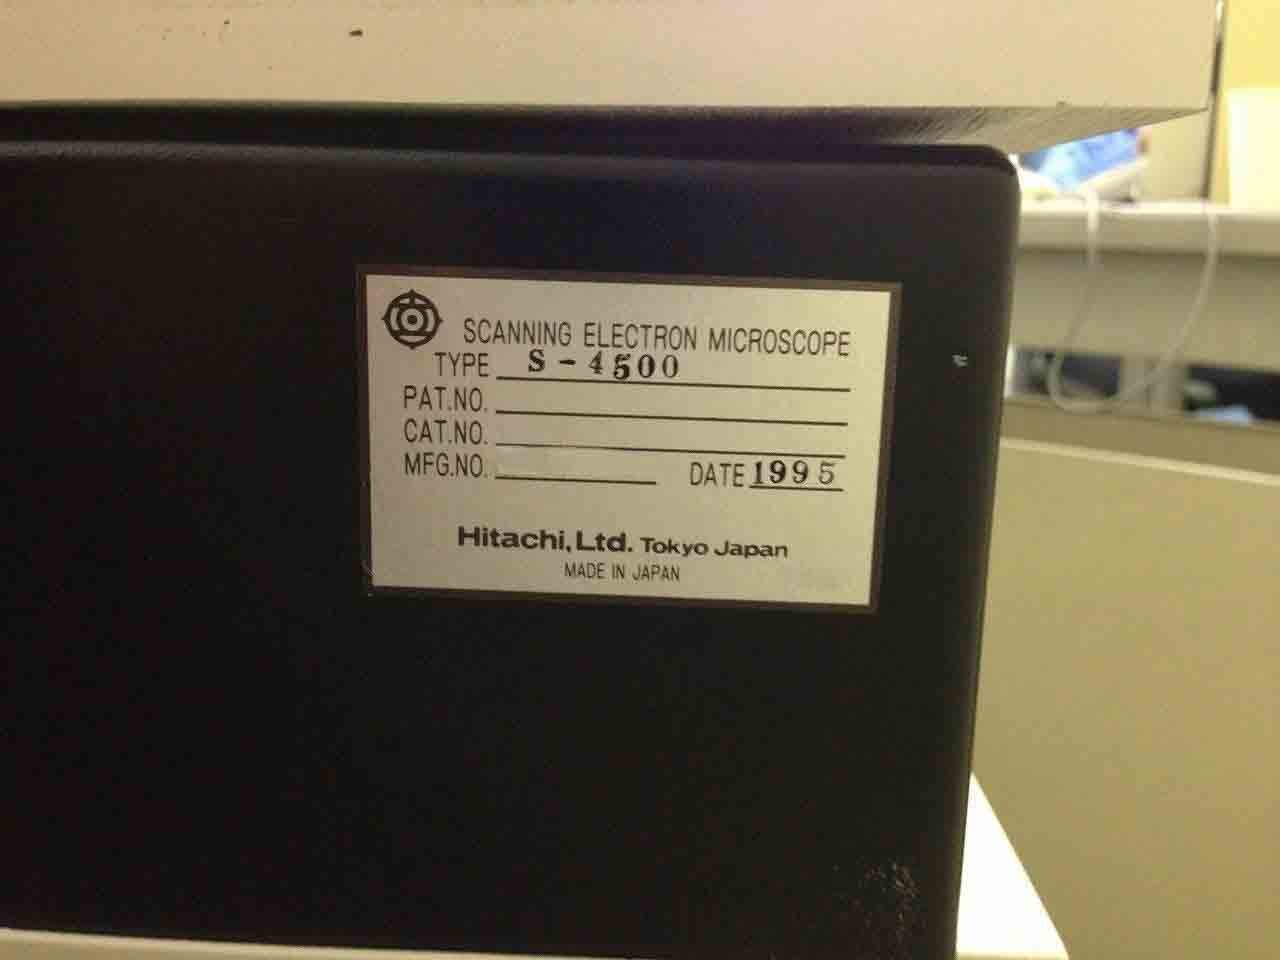 SCANNING ELECTRON MICROSCOPE
TYPE S-4500
PAT.NO.
CAT.NO.
MFG.NO. DATE 1995
Hitachi, Ltd. Tokyo Japan
MADE IN JAPAN